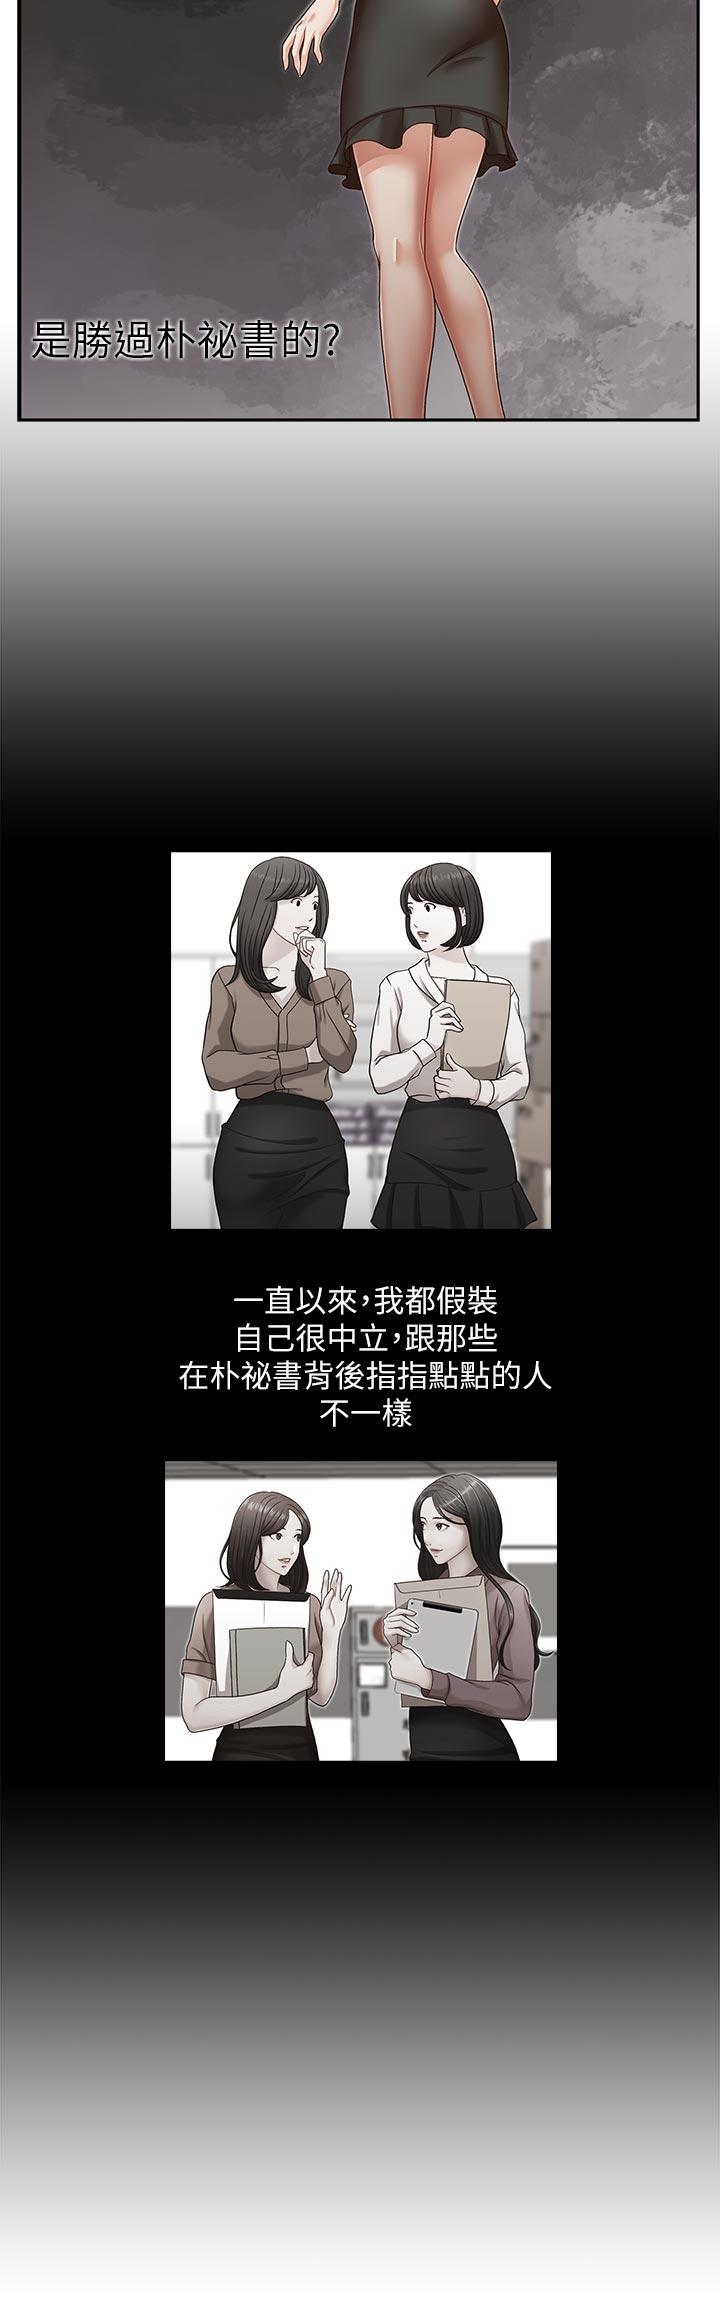 是勝過朴祕書的?
一直以來，我都假裝
自己很中立，跟那些
在朴祕書背後指指點點的人
不一樣